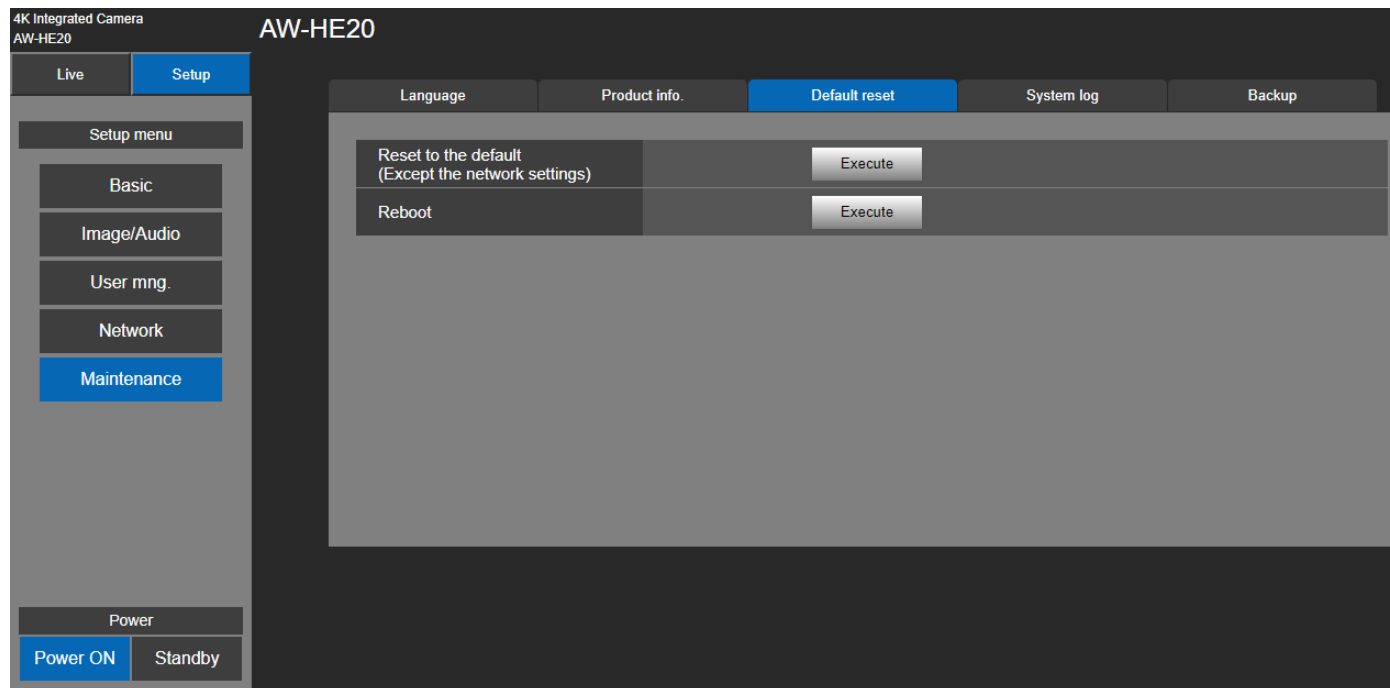 4K Integrated Camera
AW-HE20
AW-HE20
Live
Setup
Language
Product info.
Default reset
System log
Backup
Setup menu
Basic
Image/Audio
User mng.
Network
Maintenance
Reset to the default
(Except the network settings)
Execute
Reboot
Execute
Power
Power ON
Standby